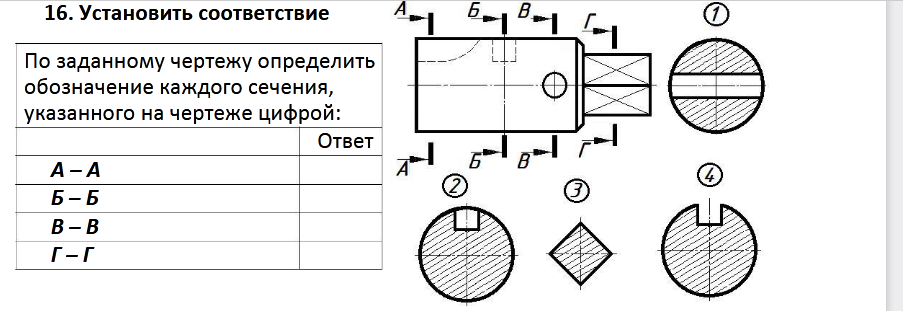 16. Установить соответствие
По заданному чертежу определить
обозначение каждого сечения,
указанного на чертеже цифрой:
Ответ
А – А
Б – Б
В – В
Г – Г
А Б В Г 1
А Б В Г
2 3 4